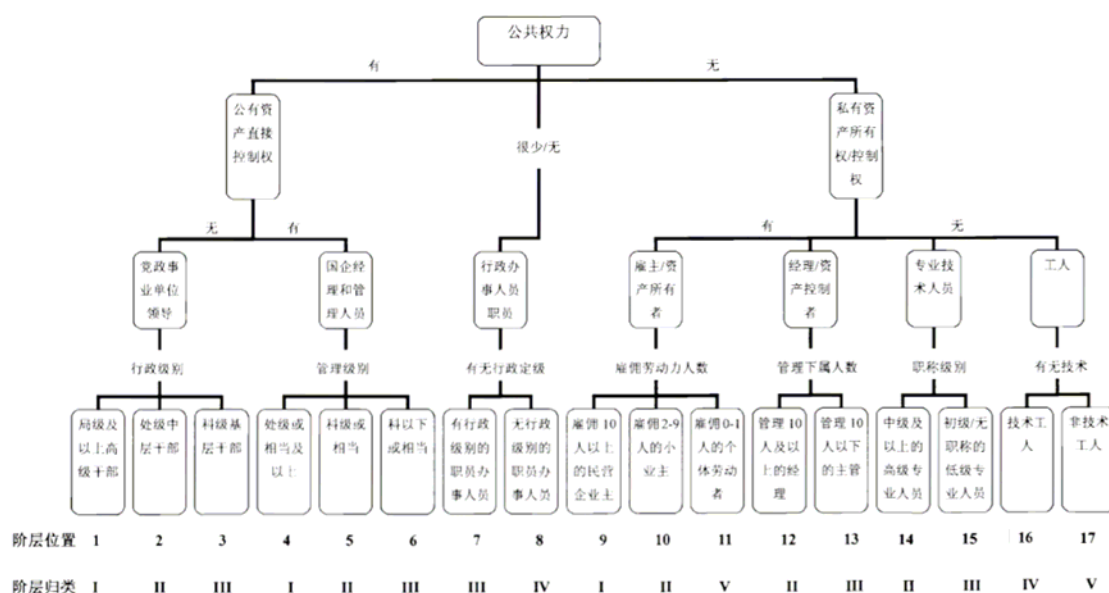 公共权力
有
无
公有资
产直接
控制权
很少/无
私有资
产所有
权/控制
权
无
有
有
无
党政事
业单位
领导
国企经
理和管
理人员
行政办
事人员
职员
雇主/资
产所有
者
经理/资
产控制
者
专业技
术人员
工人
行政级别
管理级别
有无行政定级
雇佣劳动力人数
管理下属人数
职称级别
有无技术
局级及
以上高
级干部
处级中
层干部
科级基
层干部
处级或
相当及
以上
科级或
相当
科以下
或相当
有行政
级别的
职员办
事人员
无行政
级别的
职员办
事人员
雇佣 10
人以上
的民营
企业主
雇佣 2-9
人的小
业主
雇佣 0-1
人的个
体劳动
者
管理 10
人及以
上的经
理
管理 10
人以下
的主管
中级及
以上的
高级专
业人员
初级/无
职称的
低级专
业人员
技术工
人
非技术
工人
阶层位置 1 2 3 4 5 6 7 8 9 10 11 12 13 14 15 16 17
阶层归类 I II III I II III III IV I II V II III II III IV V